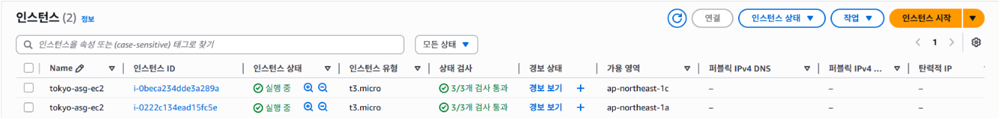 인스턴스 (2) 정보 연결 인스턴스 상태 작업 인스턴스 시작
인스턴스을 속성 또는 (case-sensitive) 태그로 찾기 모든 상태 1
Name 인스턴스 ID 인스턴스 상태 인스턴스 유형 상태 검사 경보 상태 가용 영역 퍼블릭 IPv4 DNS 퍼블릭 IPv4 ... 탄력적 IP
tokyo-asg-ec2 i-0beca234dde3a289a 실행 중 t3.micro 3/3개 검사 통과 경보 보기 + ap-northeast-1c – – –
tokyo-asg-ec2 i-0222c134ead15fc5e 실행 중 t3.micro 3/3개 검사 통과 경보 보기 + ap-northeast-1a – – –